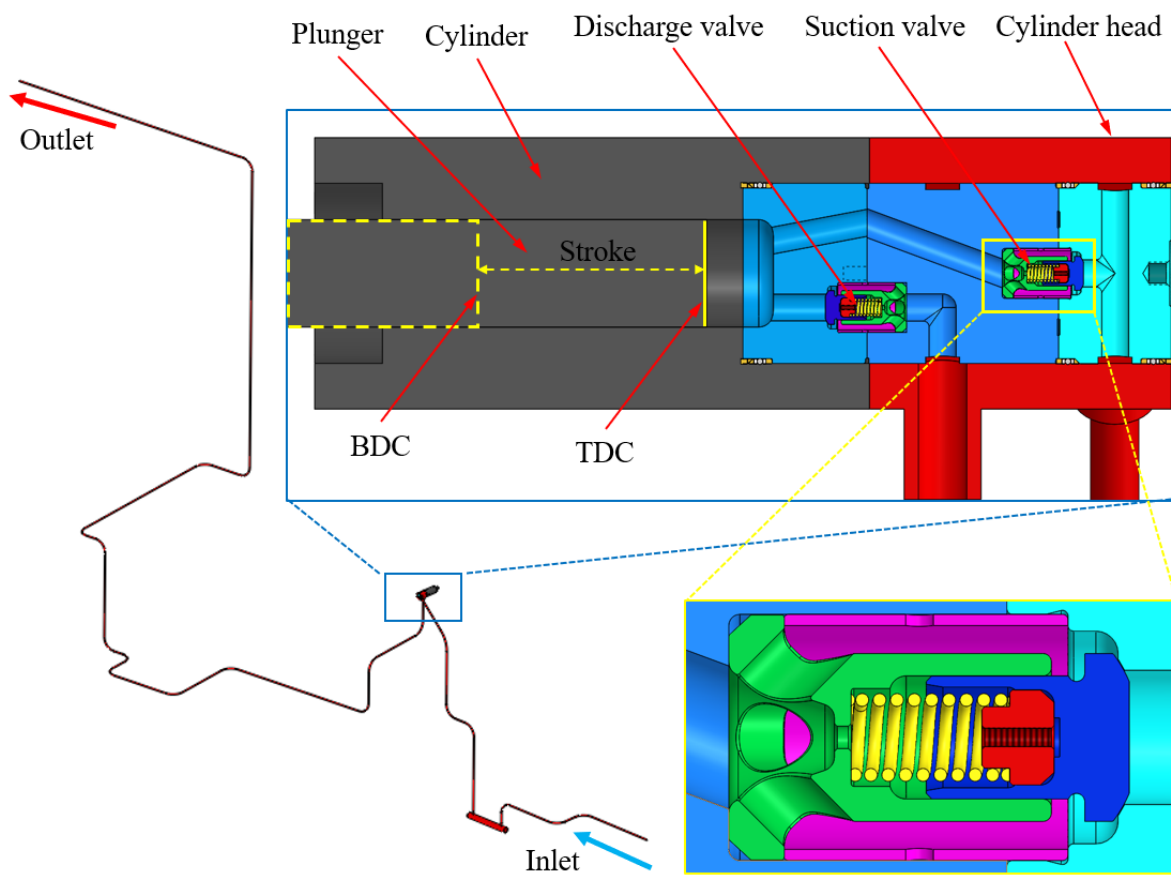 Plunger
Cylinder
Discharge valve
Suction valve
Cylinder head
Outlet
Stroke
BDC
TDC
Inlet